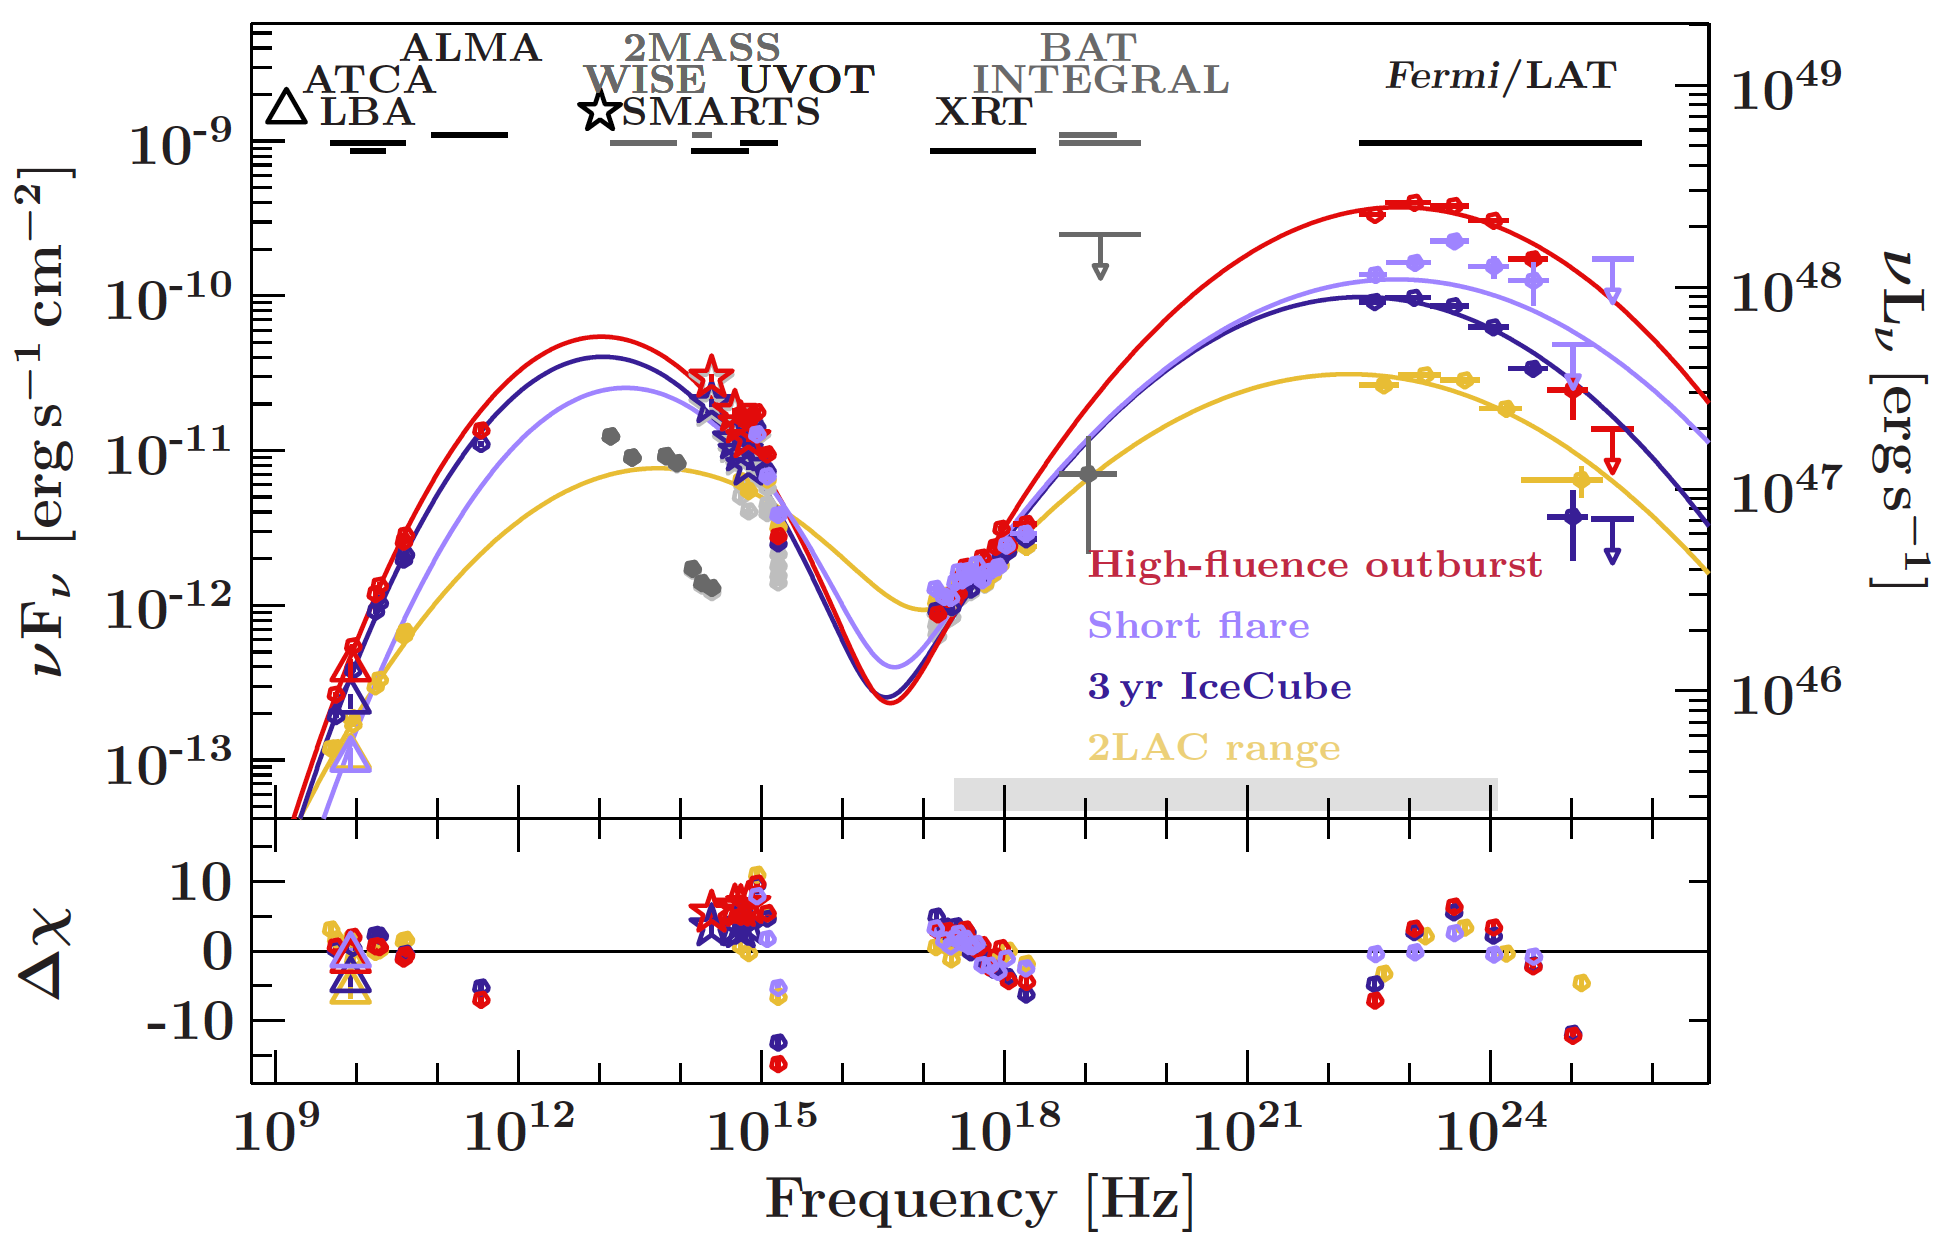 ALMA 2MASS BAT
ATCA WISE UVOT INTEGRAL Fermi/LAT
LBA SMARTS XRT
10^49
10^-9
10^48
10^-10
10^47
10^-11
10^46
10^-12
10^-13
νFν [erg s^−1 cm^−2]
νLν [erg s^−1]
High-fluence outburst
Short flare
3 yr IceCube
2LAC range
10
0
-10
Δχ
10^9 10^12 10^15 10^18 10^21 10^24
Frequency [Hz]